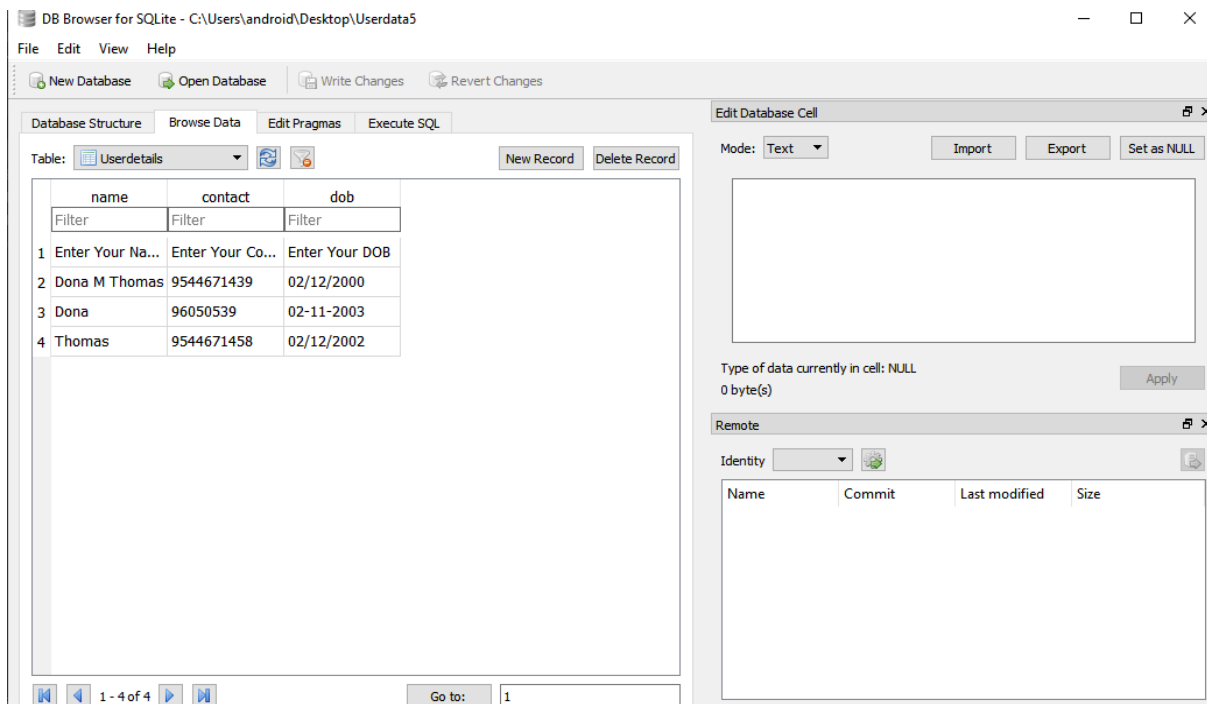 DB Browser for SQLite - C:\Users\android\Desktop\Userdata5
File Edit View Help
New Database Open Database Write Changes Revert Changes
Database Structure Browse Data Edit Pragmas Execute SQL
Table: Userdetails New Record Delete Record
name contact dob
Filter Filter Filter
1 Enter Your Na... Enter Your Co... Enter Your DOB
2 Dona M Thomas 9544671439 02/12/2000
3 Dona 96050539 02-11-2003
4 Thomas 9544671458 02/12/2002
1 - 4 of 4 Go to: 1
Edit Database Cell
Mode: Text Import Export Set as NULL
Type of data currently in cell: NULL
0 byte(s)
Apply
Remote
Identity
Name Commit Last modified Size